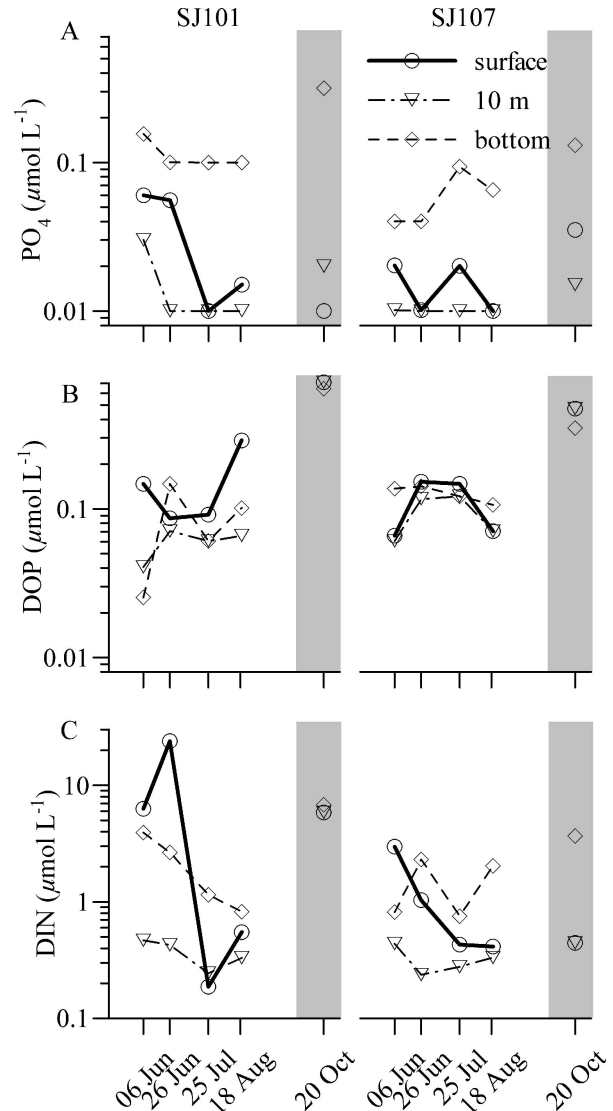 SJ101 SJ107
A
surface
10 m
bottom
0.1
0.01
PO4 (μmol L−1)
B
0.1
0.01
DOP (μmol L−1)
C
10
1
0.1
DIN (μmol L−1)
06 Jun 26 Jun 25 Jul 18 Aug 20 Oct 06 Jun 26 Jun 25 Jul 18 Aug 20 Oct